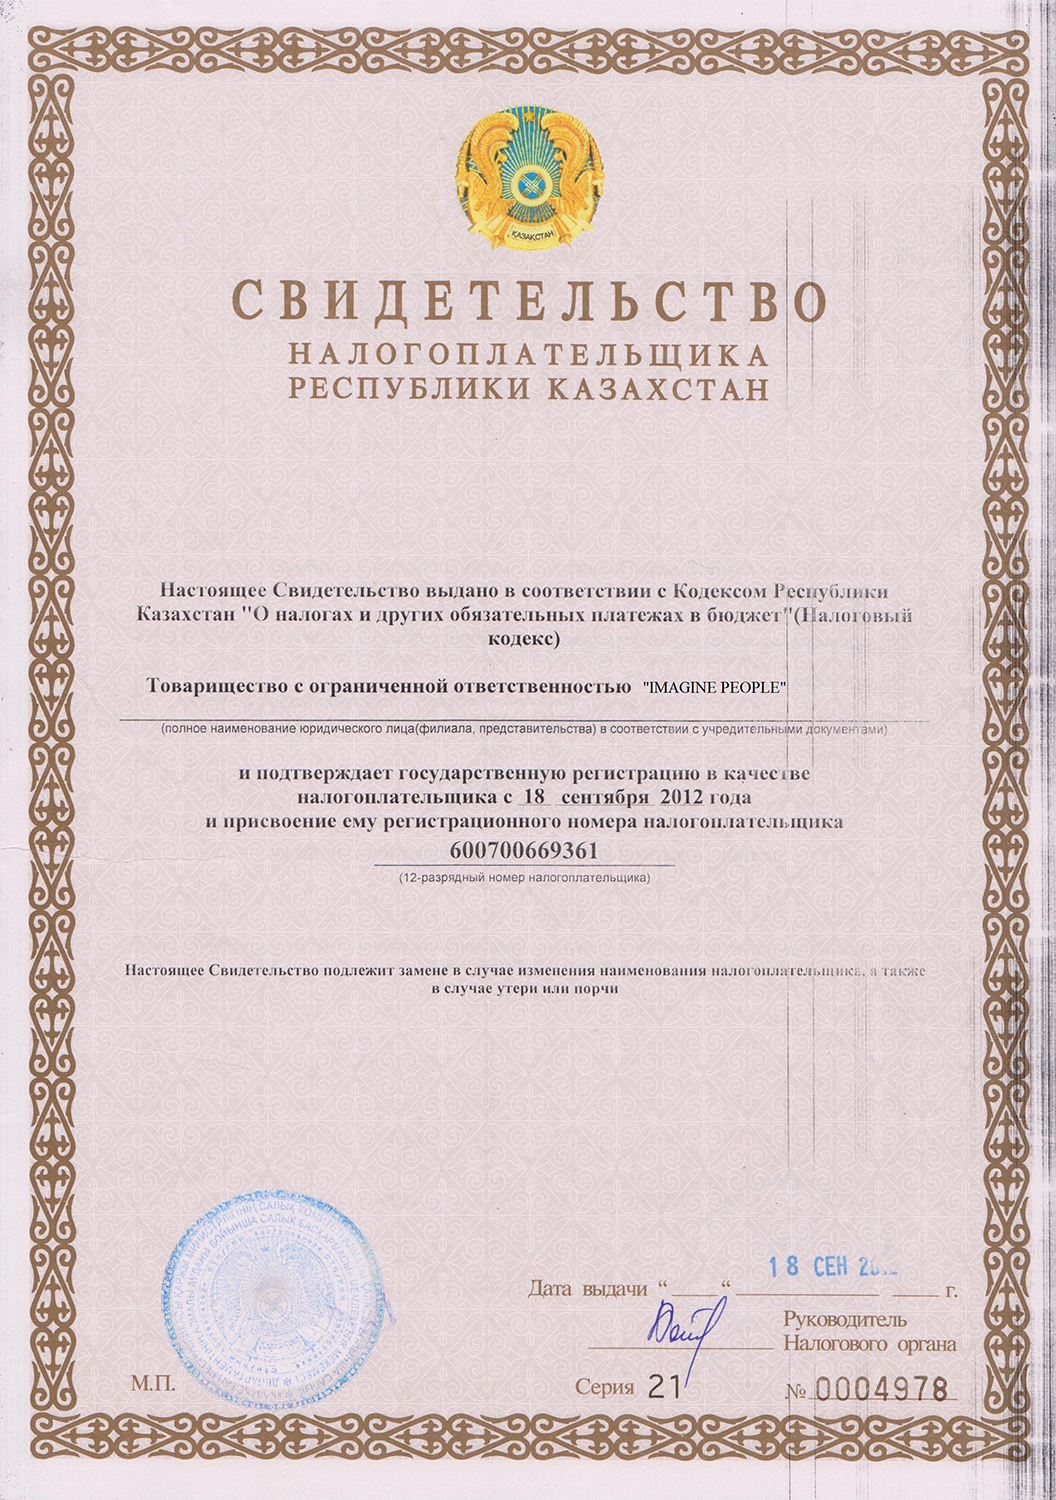 ҚАЗАҚСТАН
СВИДЕТЕЛЬСТВО
НАЛОГОПЛАТЕЛЬЩИКА
РЕСПУБЛИКИ КАЗАХСТАН
Настоящее Свидетельство выдано в соответствии с Кодексом Республики
Казахстан "О налогах и других обязательных платежах в бюджет"(Налоговый
кодекс)
Товарищество с ограниченной ответственностью "IMAGINE PEOPLE"
(полное наименование юридического лица(филиала, представительства) в соответствии с учредительными документами)
и подтверждает государственную регистрацию в качестве
налогоплательщика с 18 сентября 2012 года
и присвоение ему регистрационного номера налогоплательщика
600700669361
(12-разрядный номер налогоплательщика)
Настоящее Свидетельство подлежит замене в случае изменения наименования налогоплательщика, а также
в случае утери или порчи
18 СЕН
Дата выдачи “____“ ____________ ____ г.
Руководитель
Налогового органа
М.П.
Серия 21
№ 0004978